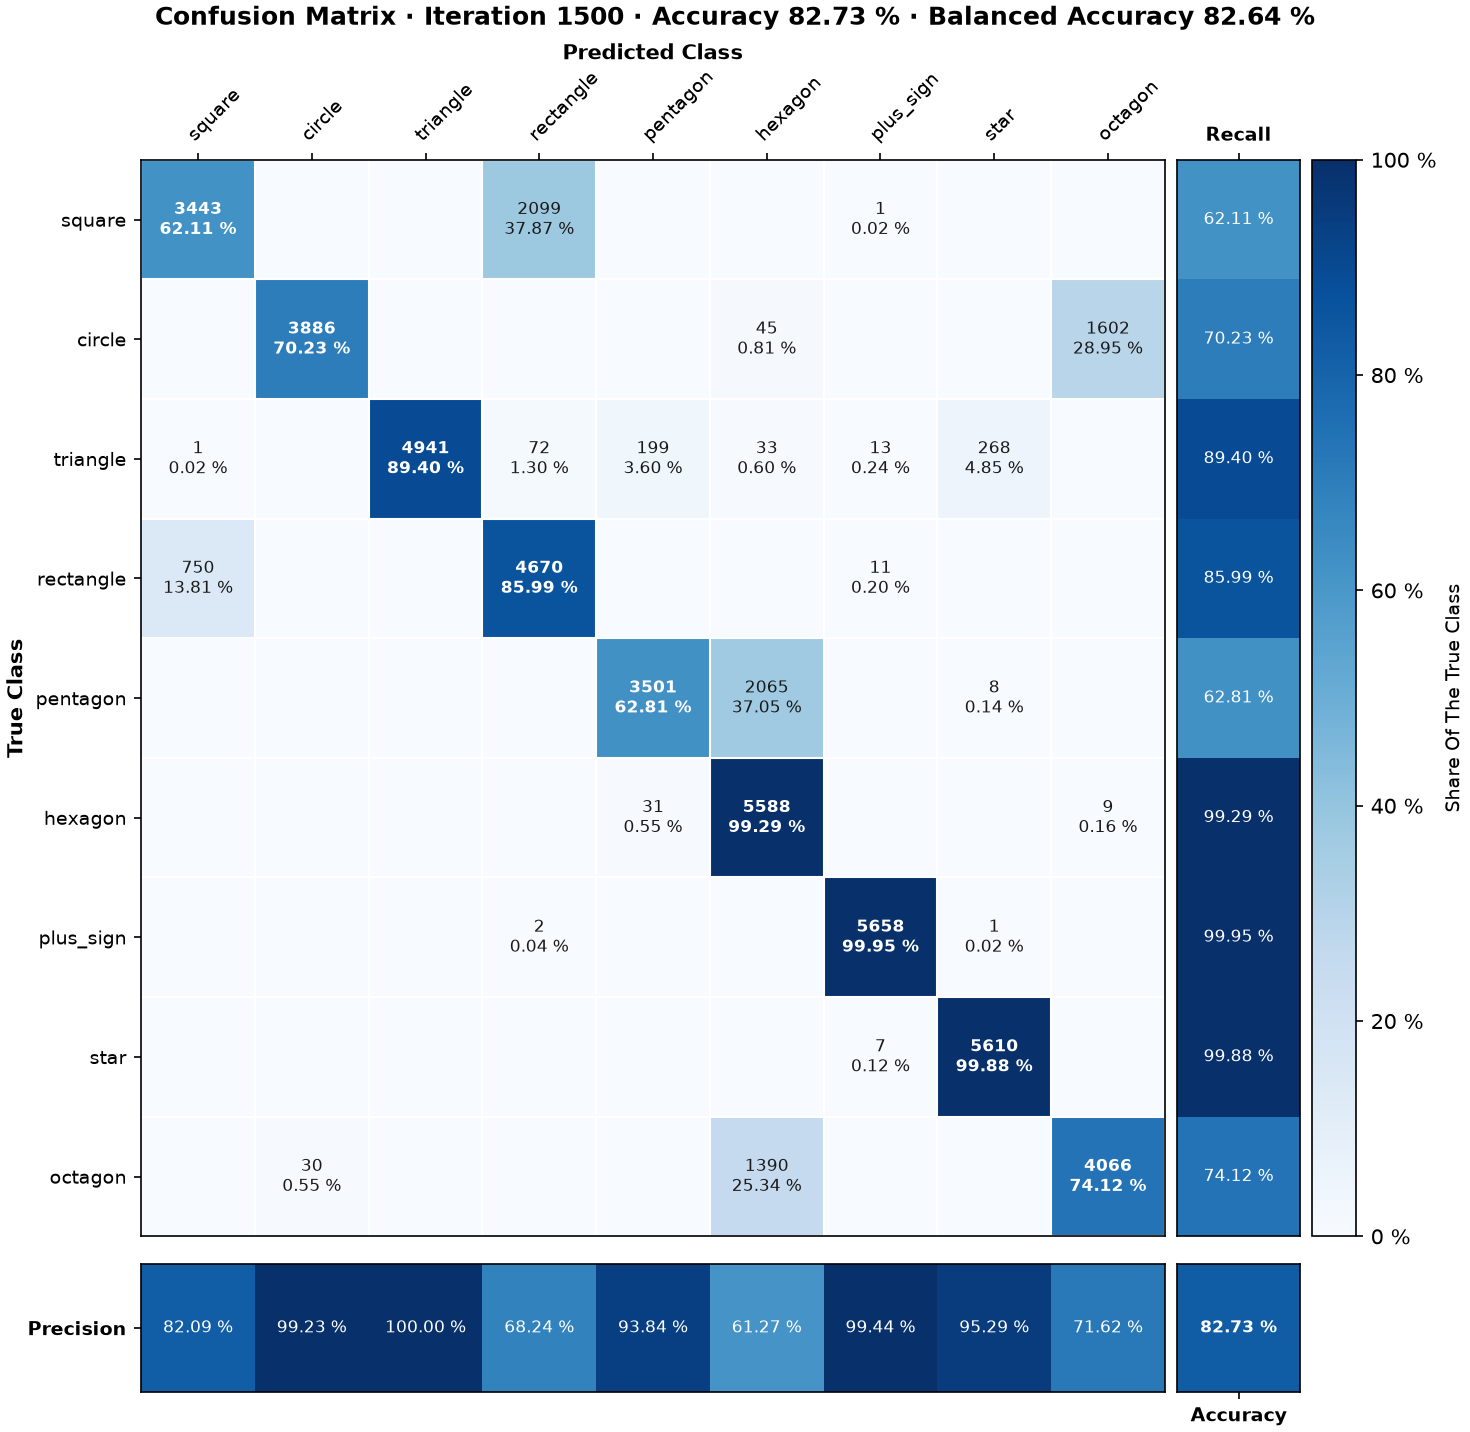 Confusion Matrix · Iteration 1500 · Accuracy 82.73 % · Balanced Accuracy 82.64 %
Predicted Class
square circle triangle rectangle pentagon hexagon plus_sign star octagon Recall
100 %
80 %
60 %
40 %
20 %
0 %
Share Of The True Class
True Class
square 3443 2099 1
62.11 % 37.87 % 0.02 % 62.11 %
circle 3886 45 1602
70.23 % 0.81 % 28.95 % 70.23 %
triangle 1 4941 72 199 33 13 268
0.02 % 89.40 % 1.30 % 3.60 % 0.60 % 0.24 % 4.85 % 89.40 %
rectangle 750 4670 11
13.81 % 85.99 % 0.20 % 85.99 %
pentagon 3501 2065 8
62.81 % 37.05 % 0.14 % 62.81 %
hexagon 31 5588 9
0.55 % 99.29 % 0.16 % 99.29 %
plus_sign 2 5658 1
0.04 % 99.95 % 0.02 % 99.95 %
star 7 5610
0.12 % 99.88 % 99.88 %
octagon 30 1390 4066
0.55 % 25.34 % 74.12 % 74.12 %
Precision 82.09 % 99.23 % 100.00 % 68.24 % 93.84 % 61.27 % 99.44 % 95.29 % 71.62 % 82.73 %
Accuracy